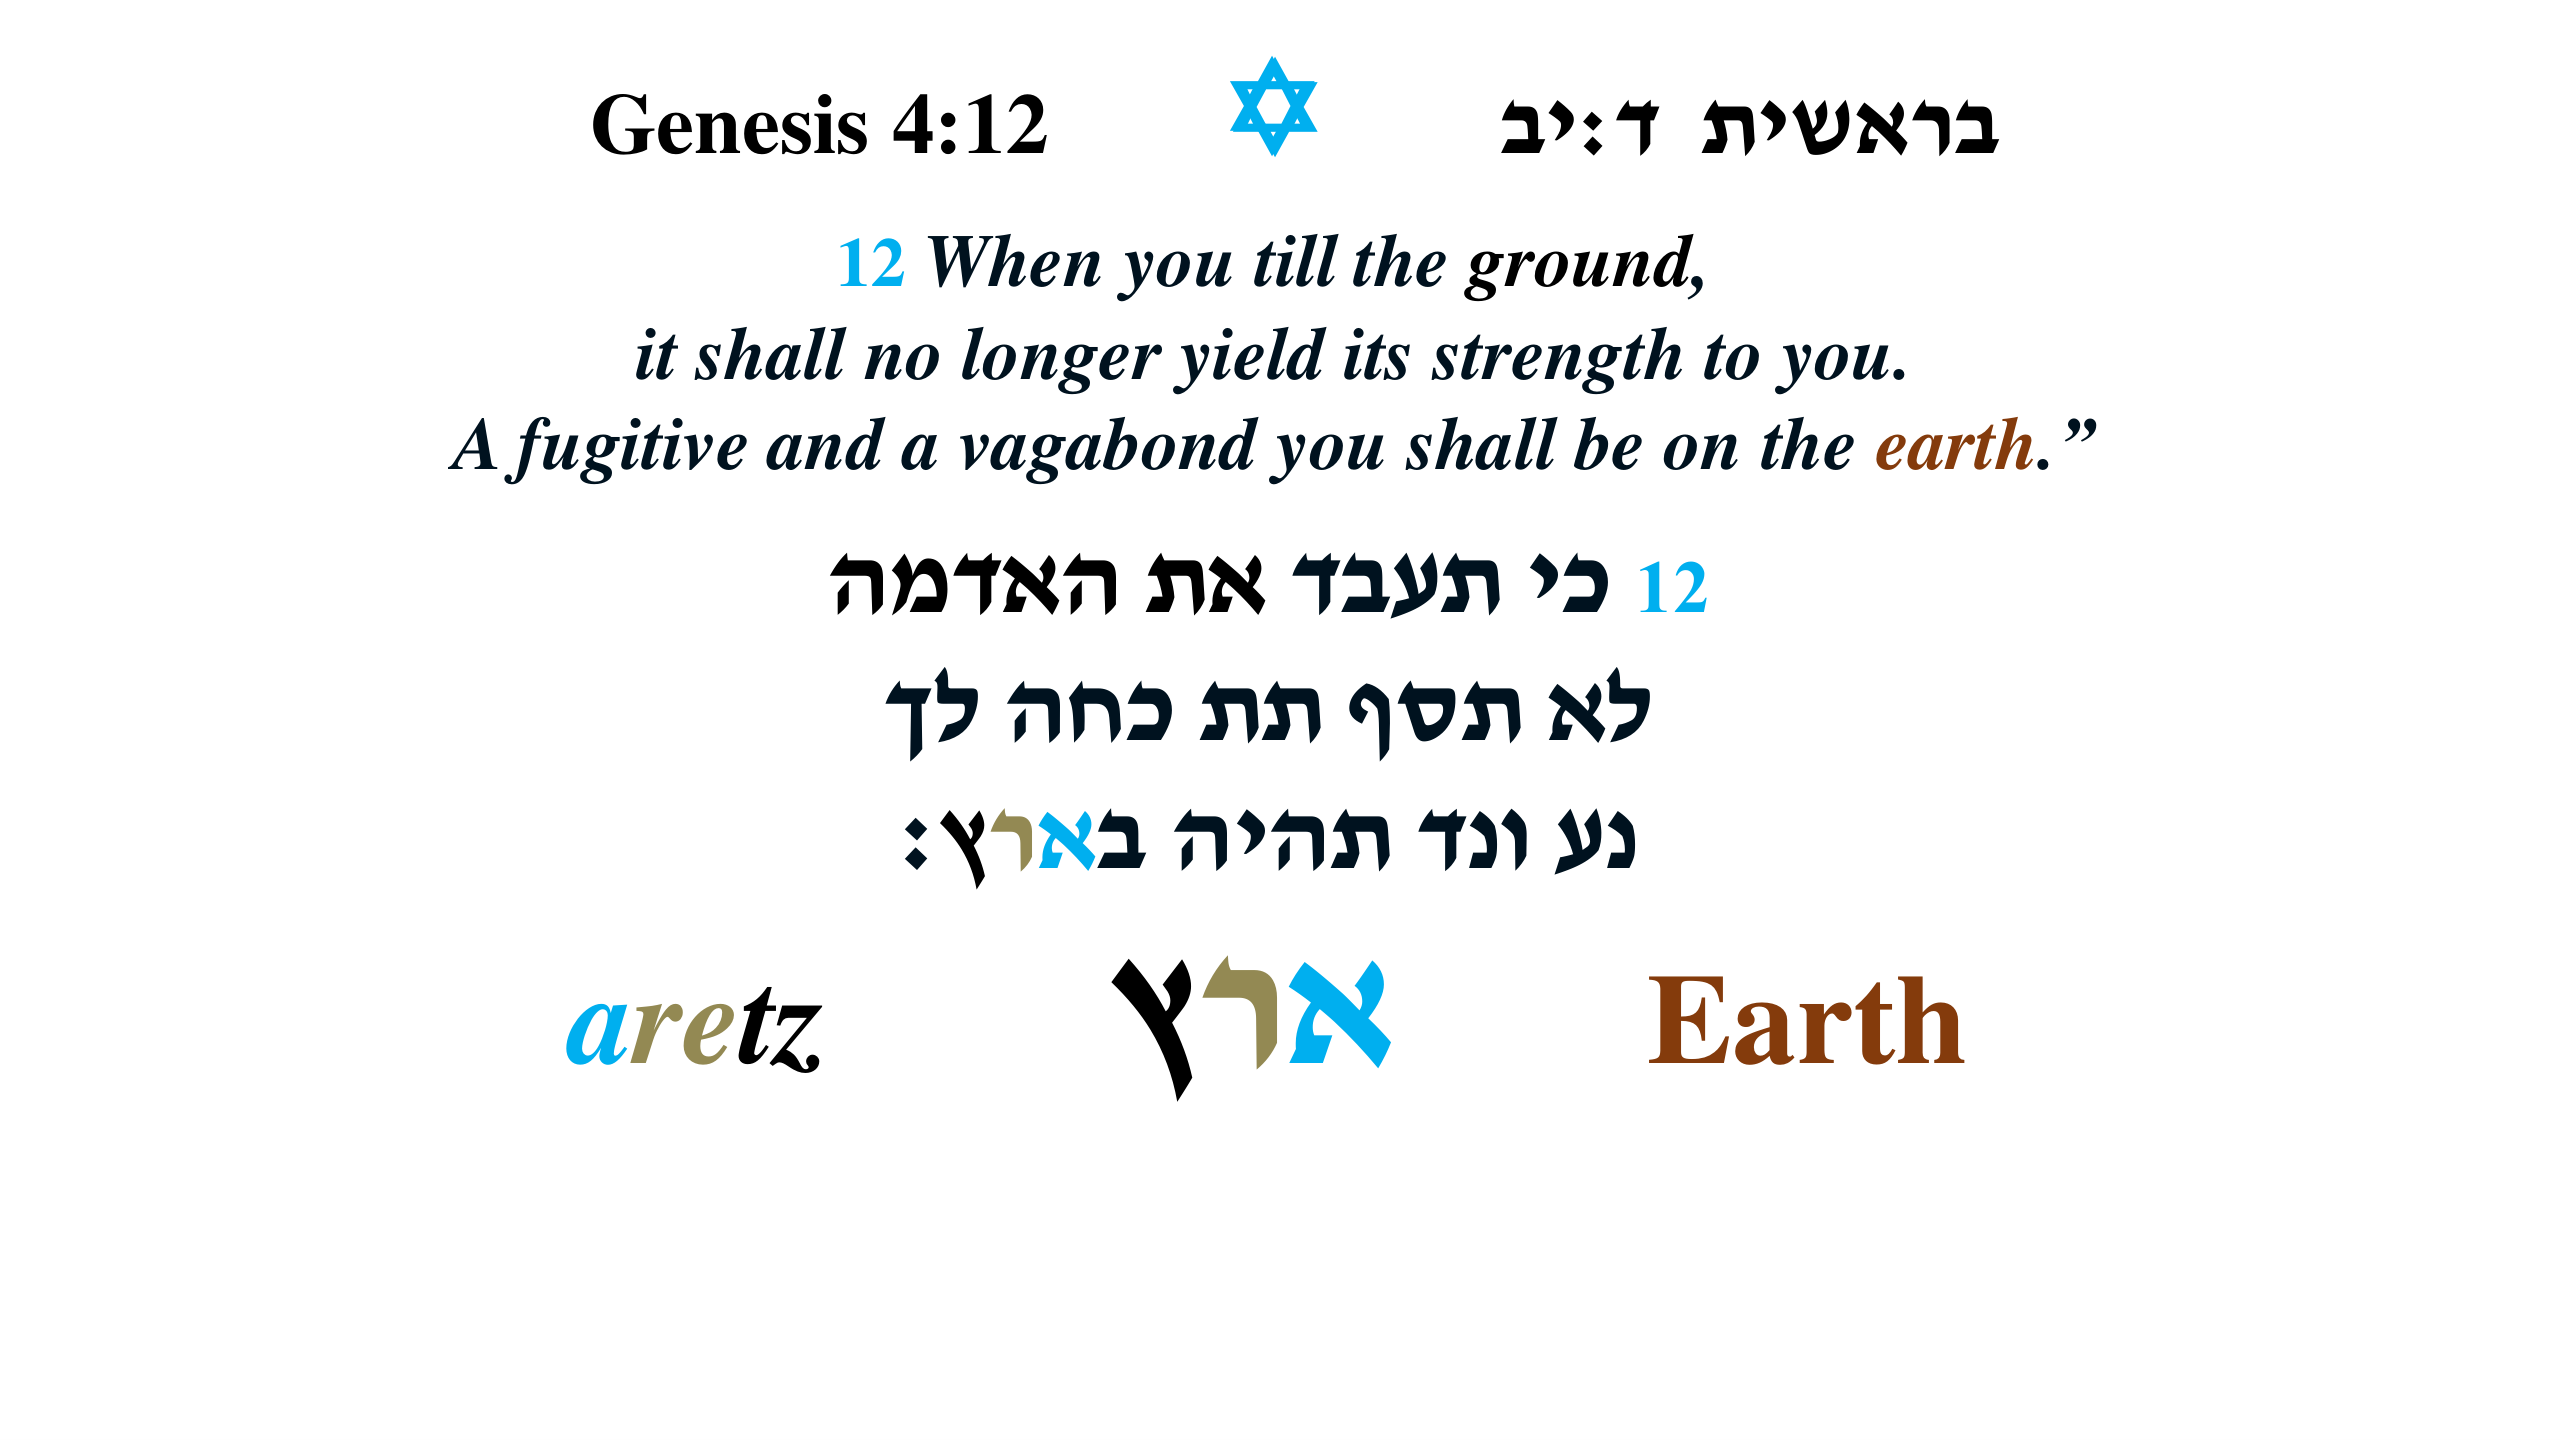 Genesis 4:12 ✡ בראשית ד:יב
12 When you till the ground,
it shall no longer yield its strength to you.
A fugitive and a vagabond you shall be on the earth.”
12 כי תעבד את האדמה
לא תסף תת כחה לך
נע ונד תהיה בארץ:
aretz ארץ Earth